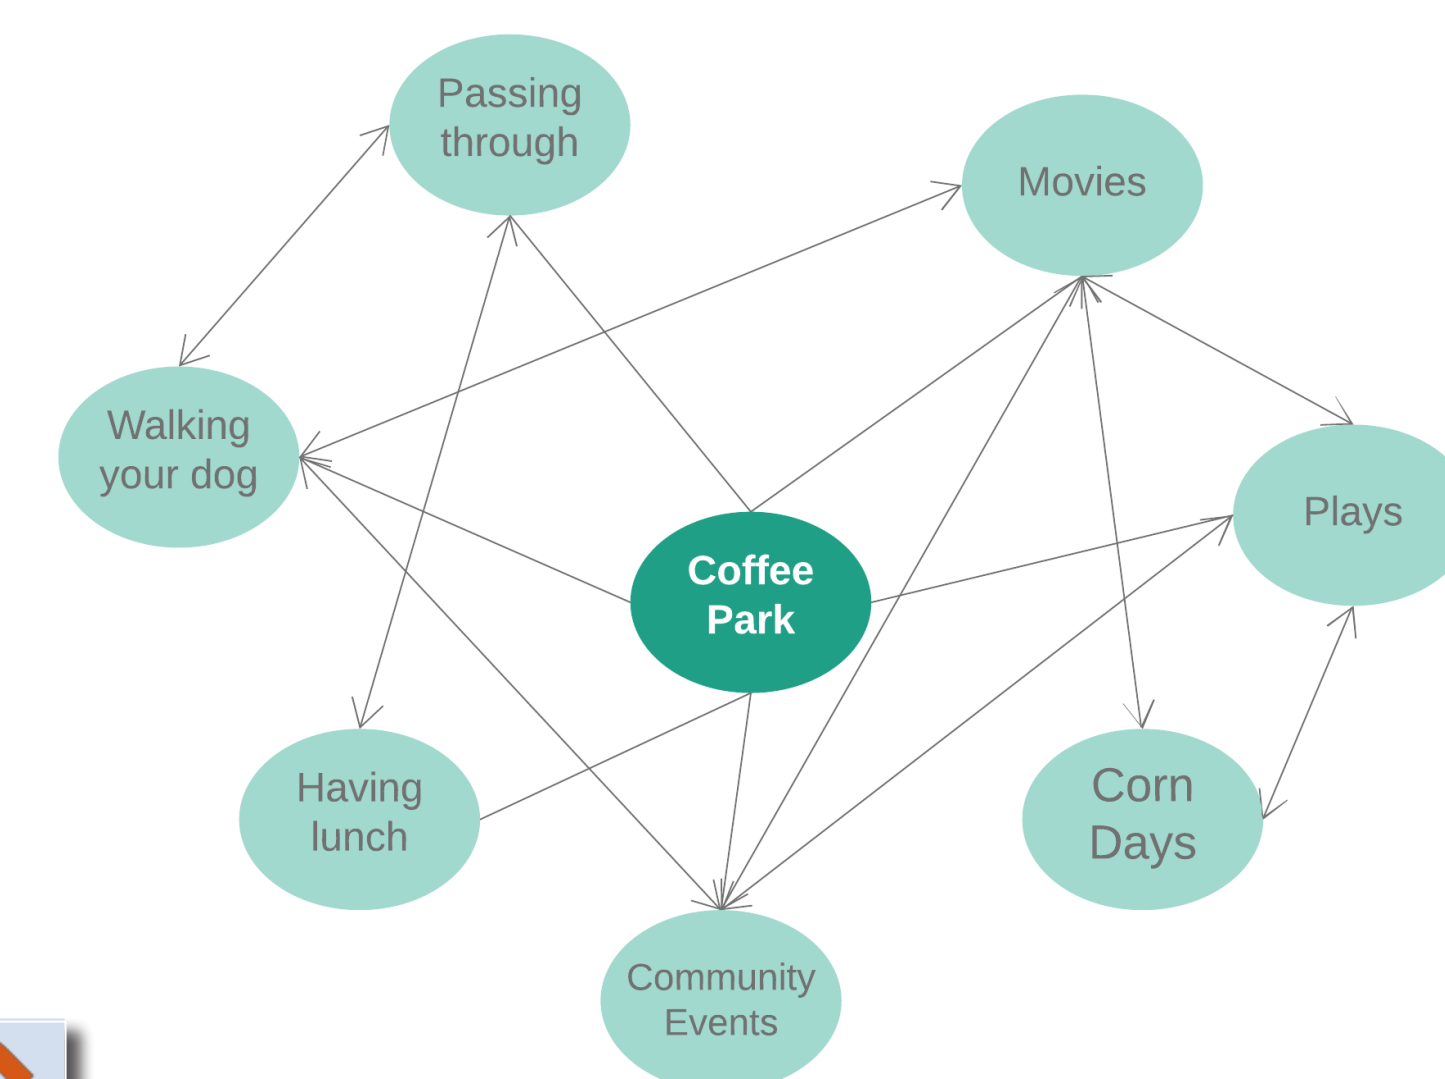 Passing
through
Movies
Walking
your dog
Plays
Coffee
Park
Having
lunch
Corn
Days
Community
Events